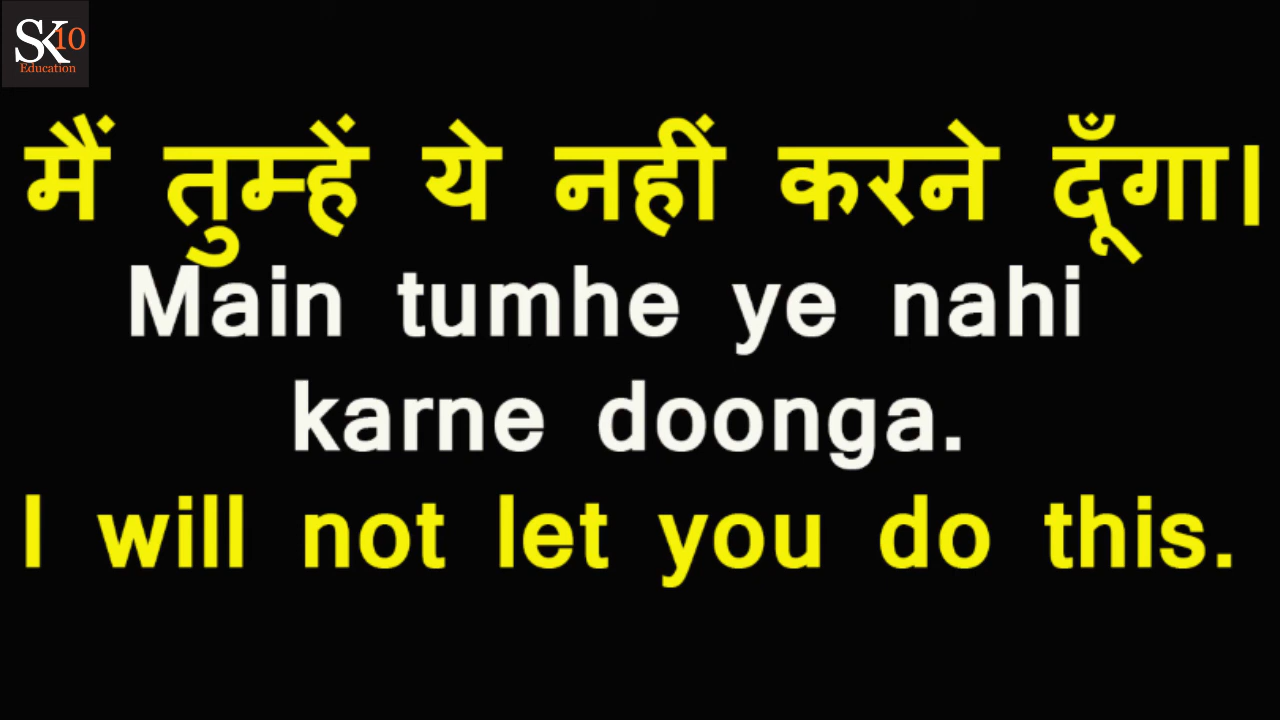 SK10
Education
मैं तुम्हें ये नहीं करने दूँगा।
Main tumhe ye nahi
karne doonga.
I will not let you do this.